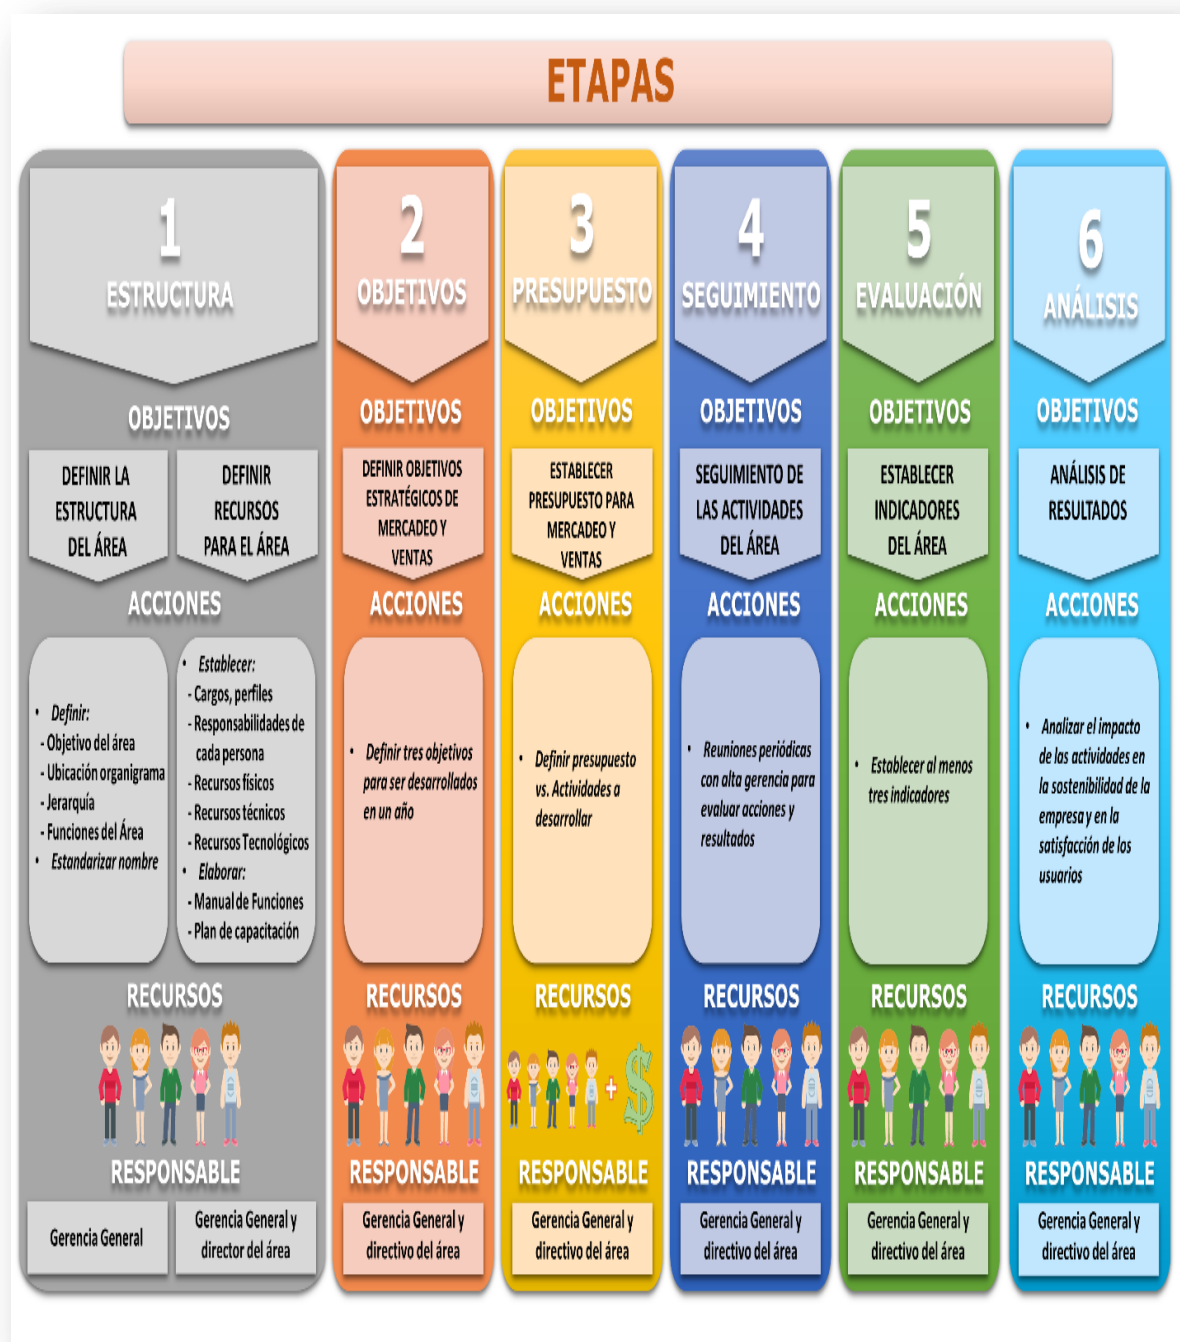 ETAPAS
1
ESTRUCTURA
OBJETIVOS
DEFINIR LA
ESTRUCTURA
DEL ÁREA
DEFINIR
RECURSOS
PARA EL ÁREA
ACCIONES
• Definir:
- Objetivo del área
- Ubicación organigrama
- Jerarquía
- Funciones del Área
• Estandarizar nombre
• Establecer:
- Cargos, perfiles
- Responsabilidades de
cada persona
- Recursos físicos
- Recursos técnicos
- Recursos Tecnológicos
• Elaborar:
- Manual de Funciones
- Plan de capacitación
RECURSOS
RESPONSABLE
Gerencia General
Gerencia General y
director del área
2
OBJETIVOS
OBJETIVOS
DEFINIR OBJETIVOS
ESTRATÉGICOS DE
MERCADEO Y
VENTAS
ACCIONES
• Definir tres objetivos
para ser desarrollados
en un año
RECURSOS
RESPONSABLE
Gerencia General y
directivo del área
3
PRESUPUESTO
OBJETIVOS
ESTABLECER
PRESUPUESTO PARA
MERCADEO Y
VENTAS
ACCIONES
• Definir presupuesto
vs. Actividades a
desarrollar
RECURSOS
+ $
RESPONSABLE
Gerencia General y
directivo del área
4
SEGUIMIENTO
OBJETIVOS
SEGUIMIENTO DE
LAS ACTIVIDADES
DEL ÁREA
ACCIONES
• Reuniones periódicas
con alta gerencia para
evaluar acciones y
resultados
RECURSOS
RESPONSABLE
Gerencia General y
directivo del área
5
EVALUACIÓN
OBJETIVOS
ESTABLECER
INDICADORES
DEL ÁREA
ACCIONES
• Establecer al menos
tres indicadores
RECURSOS
RESPONSABLE
Gerencia General y
directivo del área
6
ANÁLISIS
OBJETIVOS
ANÁLISIS DE
RESULTADOS
ACCIONES
• Analizar el impacto
de las actividades en
la sostenibilidad de la
empresa y en la
satisfacción de los
usuarios
RECURSOS
RESPONSABLE
Gerencia General y
directivo del área